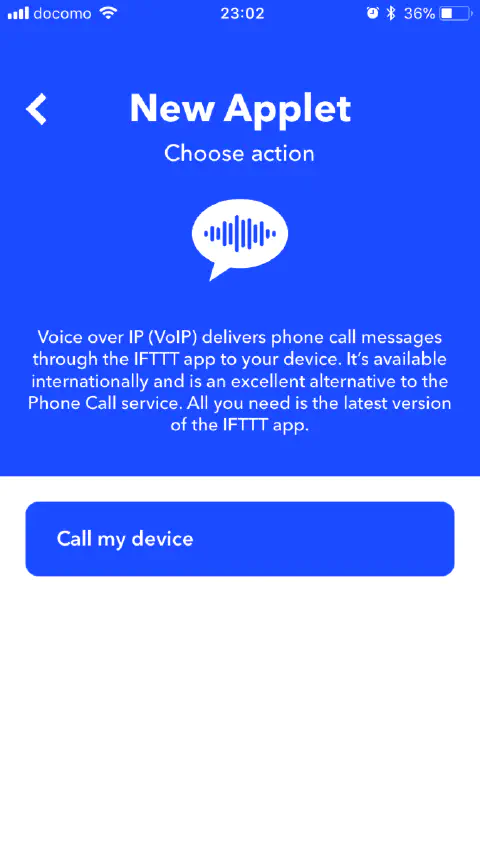 docomo 23:02 36%
New Applet
Choose action
Voice over IP (VoIP) delivers phone call messages
through the IFTTT app to your device. It's available
internationally and is an excellent alternative to the
Phone Call service. All you need is the latest version
of the IFTTT app.
Call my device